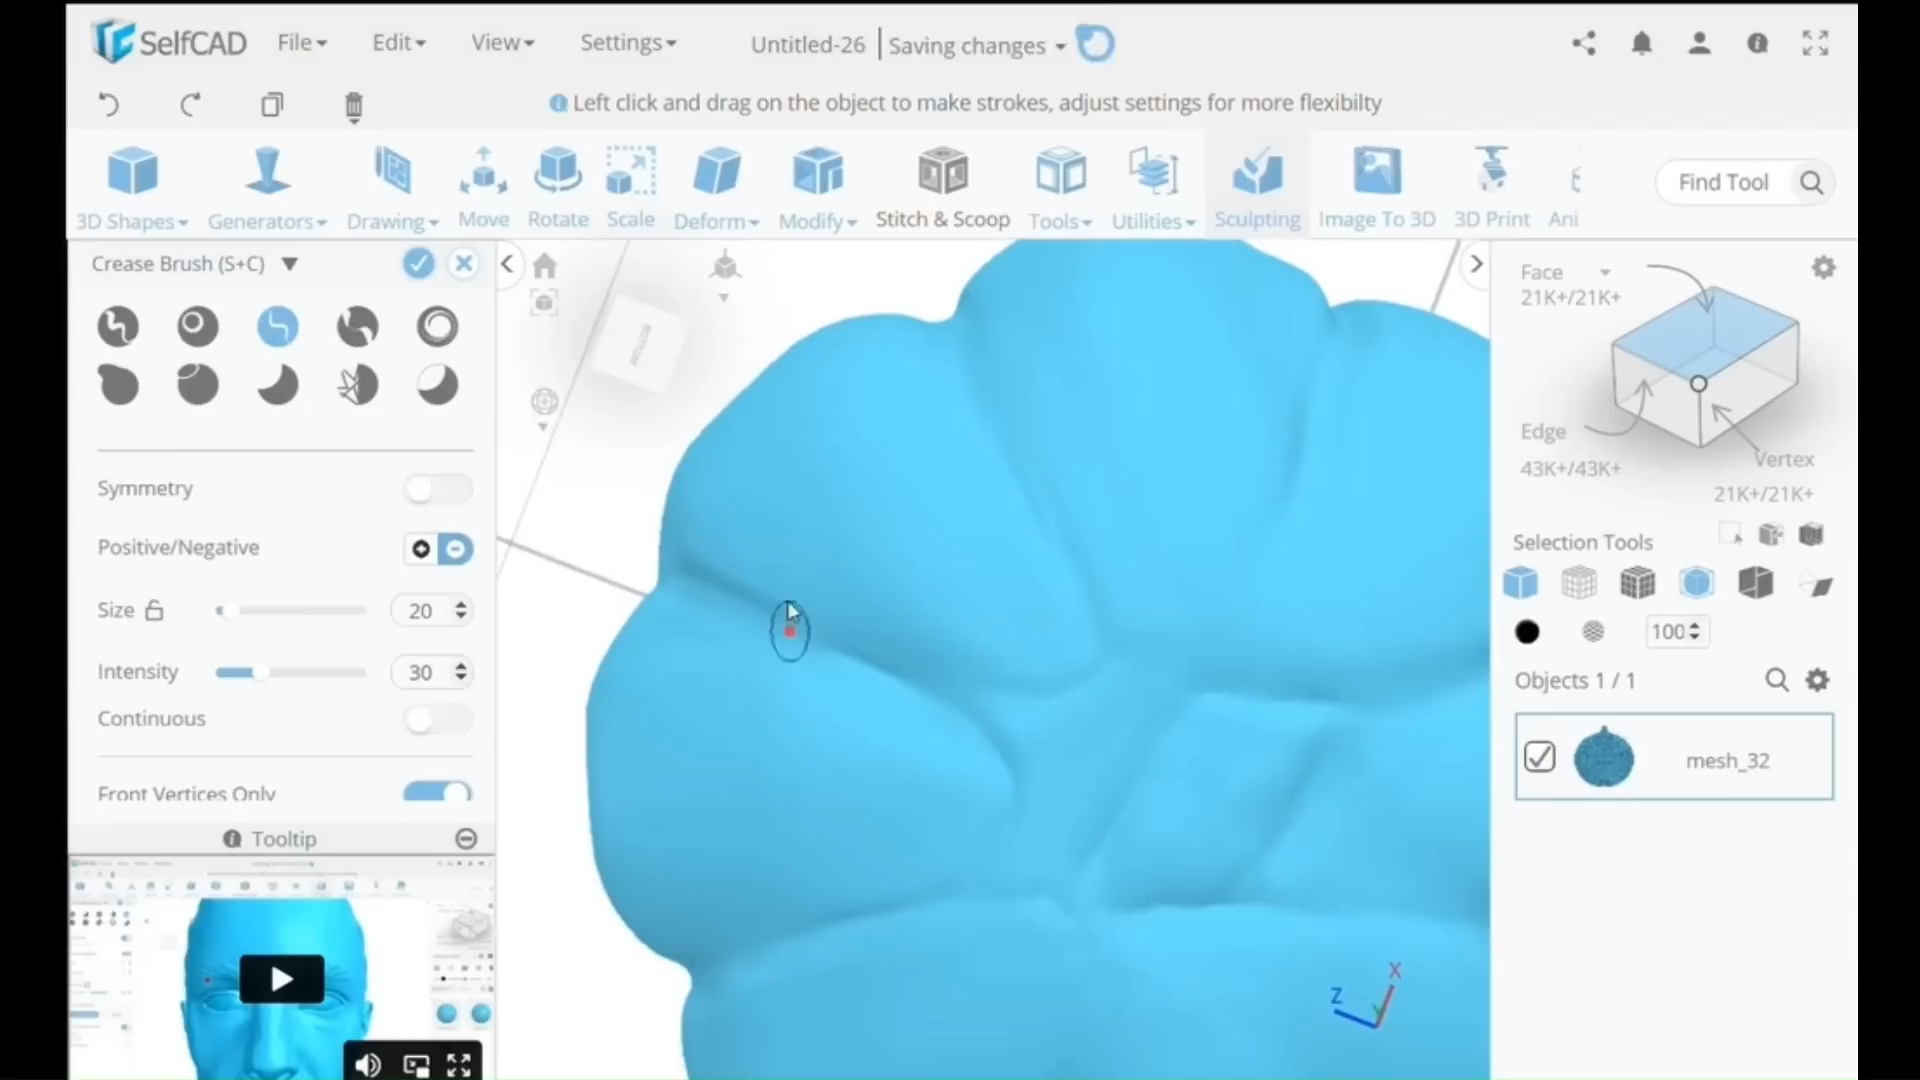 SelfCAD
File
Edit
View
Settings
Untitled-26
Saving changes
Left click and drag on the object to make strokes, adjust settings for more flexibilty
3D Shapes
Generators
Drawing
Move
Rotate
Scale
Deform
Modify
Stitch & Scoop
Tools
Utilities
Sculpting
Image To 3D
3D Print
Ani
Find Tool
Crease Brush (S+C)
Symmetry
Positive/Negative
Size
20
Intensity
30
Continuous
Front Vertices Only
Tooltip
BOTTOM
Z
X
Y
Face
21K+/21K+
Edge
43K+/43K+
Vertex
21K+/21K+
Selection Tools
100
Objects 1 / 1
mesh_32